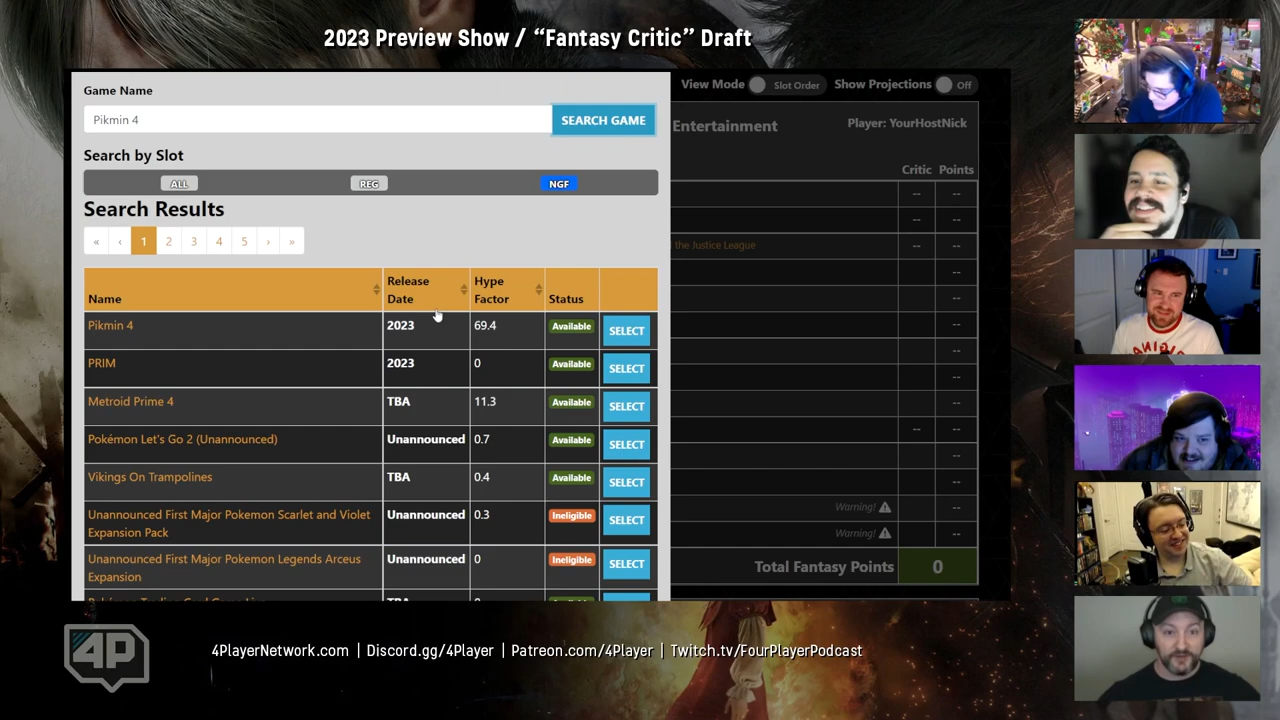 2023 Preview Show / “Fantasy Critic” Draft
Game Name
Pikmin 4
SEARCH GAME
Search by Slot
ALL REG NGF
Search Results
« ‹ 1 2 3 4 5 › »
Name Release Date Hype Factor Status
Pikmin 4 2023 69.4 Available SELECT
PRIM 2023 0 Available SELECT
Metroid Prime 4 TBA 11.3 Available SELECT
Pokémon Let's Go 2 (Unannounced) Unannounced 0.7 Available SELECT
Vikings On Trampolines TBA 0.4 Available SELECT
Unannounced First Major Pokemon Scarlet and Violet
Expansion Pack Unannounced 0.3 Ineligible SELECT
Unannounced First Major Pokemon Legends Arceus
Expansion Unannounced 0 Ineligible SELECT
View Mode Slot Order Show Projections Off
Entertainment Player: YourHostNick
Critic Points
-- --
-- --
the Justice League -- --
--
--
--
--
--
--
-- --
--
--
Warning! --
Warning! --
Total Fantasy Points 0
4P
4PlayerNetwork.com | Discord.gg/4Player | Patreon.com/4Player | Twitch.tv/FourPlayerPodcast